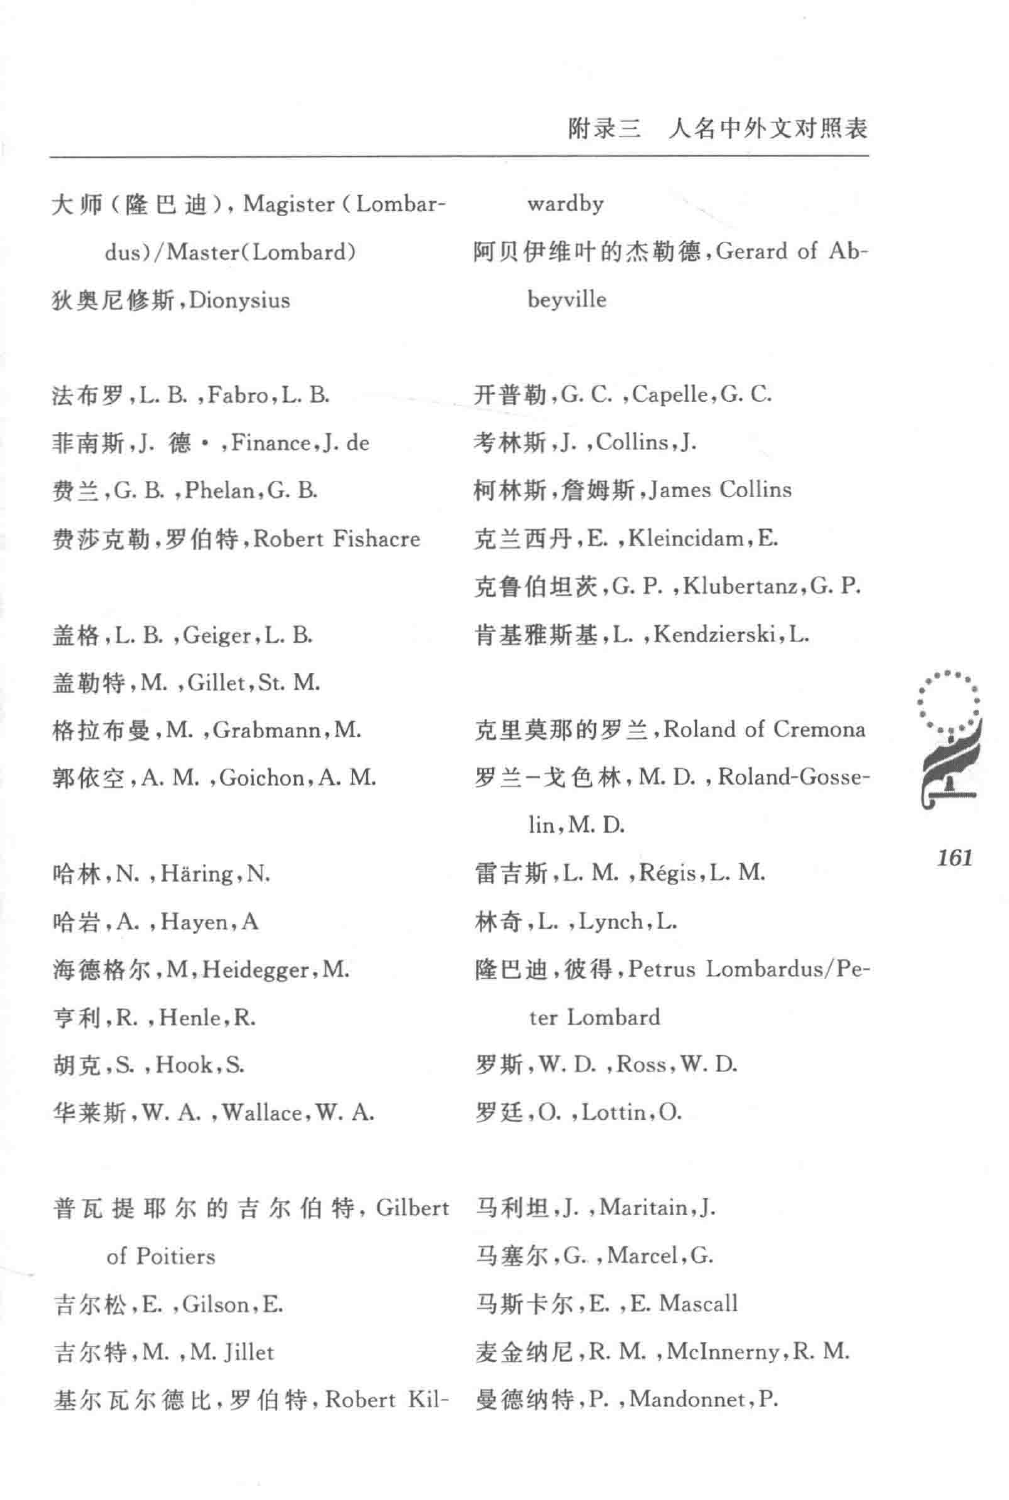 附录三 人名中外文对照表
大师(隆巴迪), Magister (Lombar-
dus)/Master(Lombard)
狄奥尼修斯,Dionysius
法布罗,L. B. ,Fabro,L. B.
菲南斯,J. 德·,Finance,J. de
费兰,G. B. ,Phelan,G. B.
费莎克勒,罗伯特,Robert Fishacre
盖格,L. B. ,Geiger,L. B.
盖勒特,M. ,Gillet,St. M.
格拉布曼,M. ,Grabmann,M.
郭依空,A. M. ,Goichon,A. M.
哈林,N. ,Häring,N.
哈岩,A. ,Hayen,A
海德格尔,M,Heidegger,M.
亨利,R. ,Henle,R.
胡克,S. ,Hook,S.
华莱斯,W. A. ,Wallace,W. A.
普瓦提耶尔的吉尔伯特, Gilbert
of Poitiers
吉尔松,E. ,Gilson,E.
吉尔特,M. ,M. Jillet
基尔瓦尔德比,罗伯特,Robert Kil-
wardby
阿贝伊维叶的杰勒德,Gerard of Ab-
beyville
开普勒,G. C. ,Capelle,G. C.
考林斯,J. ,Collins,J.
柯林斯,詹姆斯,James Collins
克兰西丹,E. ,Kleincidam,E.
克鲁伯坦茨,G. P. ,Klubertanz,G. P.
肯基雅斯基,L. ,Kendzierski,L.
克里莫那的罗兰,Roland of Cremona
罗兰-戈色林, M. D. , Roland-Gosse-
lin,M. D.
雷吉斯,L. M. ,Régis,L. M.
林奇,L. ,Lynch,L.
隆巴迪,彼得,Petrus Lombardus/Pe-
ter Lombard
罗斯,W. D. ,Ross,W. D.
罗廷,O. ,Lottin,O.
马利坦,J. ,Maritain,J.
马塞尔,G. ,Marcel,G.
马斯卡尔,E. ,E. Mascall
麦金纳尼,R. M. ,McInnerny,R. M.
曼德纳特,P. ,Mandonnet,P.
161